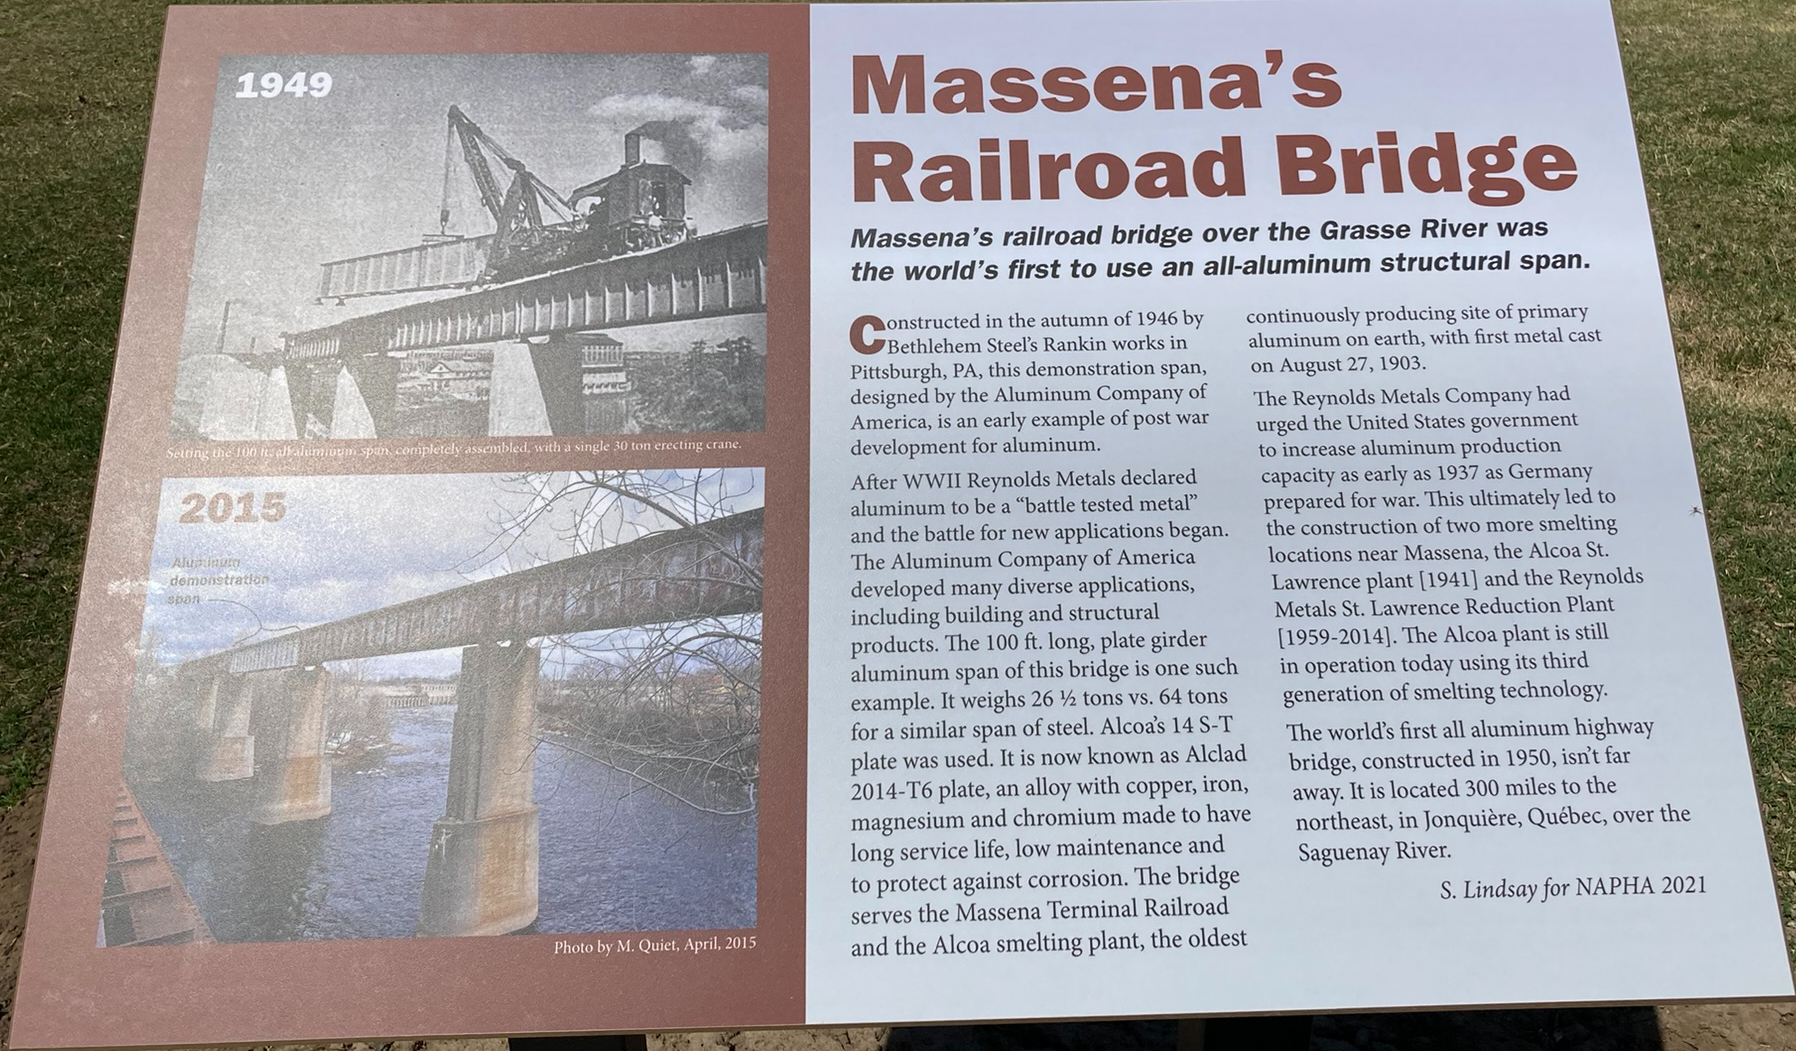 1949
Setting the 100 ft. all aluminum span, completely assembled, with a single 30 ton erecting crane.
2015
Aluminum
demonstration
span
Photo by M. Quiet, April, 2015
Massena’s
Railroad Bridge
Massena’s railroad bridge over the Grasse River was
the world’s first to use an all-aluminum structural span.
Constructed in the autumn of 1946 by
Bethlehem Steel’s Rankin works in
Pittsburgh, PA, this demonstration span,
designed by the Aluminum Company of
America, is an early example of post war
development for aluminum.
After WWII Reynolds Metals declared
aluminum to be a “battle tested metal”
and the battle for new applications began.
The Aluminum Company of America
developed many diverse applications,
including building and structural
products. The 100 ft. long, plate girder
aluminum span of this bridge is one such
example. It weighs 26 ½ tons vs. 64 tons
for a similar span of steel. Alcoa’s 14 S-T
plate was used. It is now known as Alclad
2014-T6 plate, an alloy with copper, iron,
magnesium and chromium made to have
long service life, low maintenance and
to protect against corrosion. The bridge
serves the Massena Terminal Railroad
and the Alcoa smelting plant, the oldest
continuously producing site of primary
aluminum on earth, with first metal cast
on August 27, 1903.
The Reynolds Metals Company had
urged the United States government
to increase aluminum production
capacity as early as 1937 as Germany
prepared for war. This ultimately led to
the construction of two more smelting
locations near Massena, the Alcoa St.
Lawrence plant [1941] and the Reynolds
Metals St. Lawrence Reduction Plant
[1959-2014]. The Alcoa plant is still
in operation today using its third
generation of smelting technology.
The world’s first all aluminum highway
bridge, constructed in 1950, isn’t far
away. It is located 300 miles to the
northeast, in Jonquière, Québec, over the
Saguenay River.
S. Lindsay for NAPHA 2021